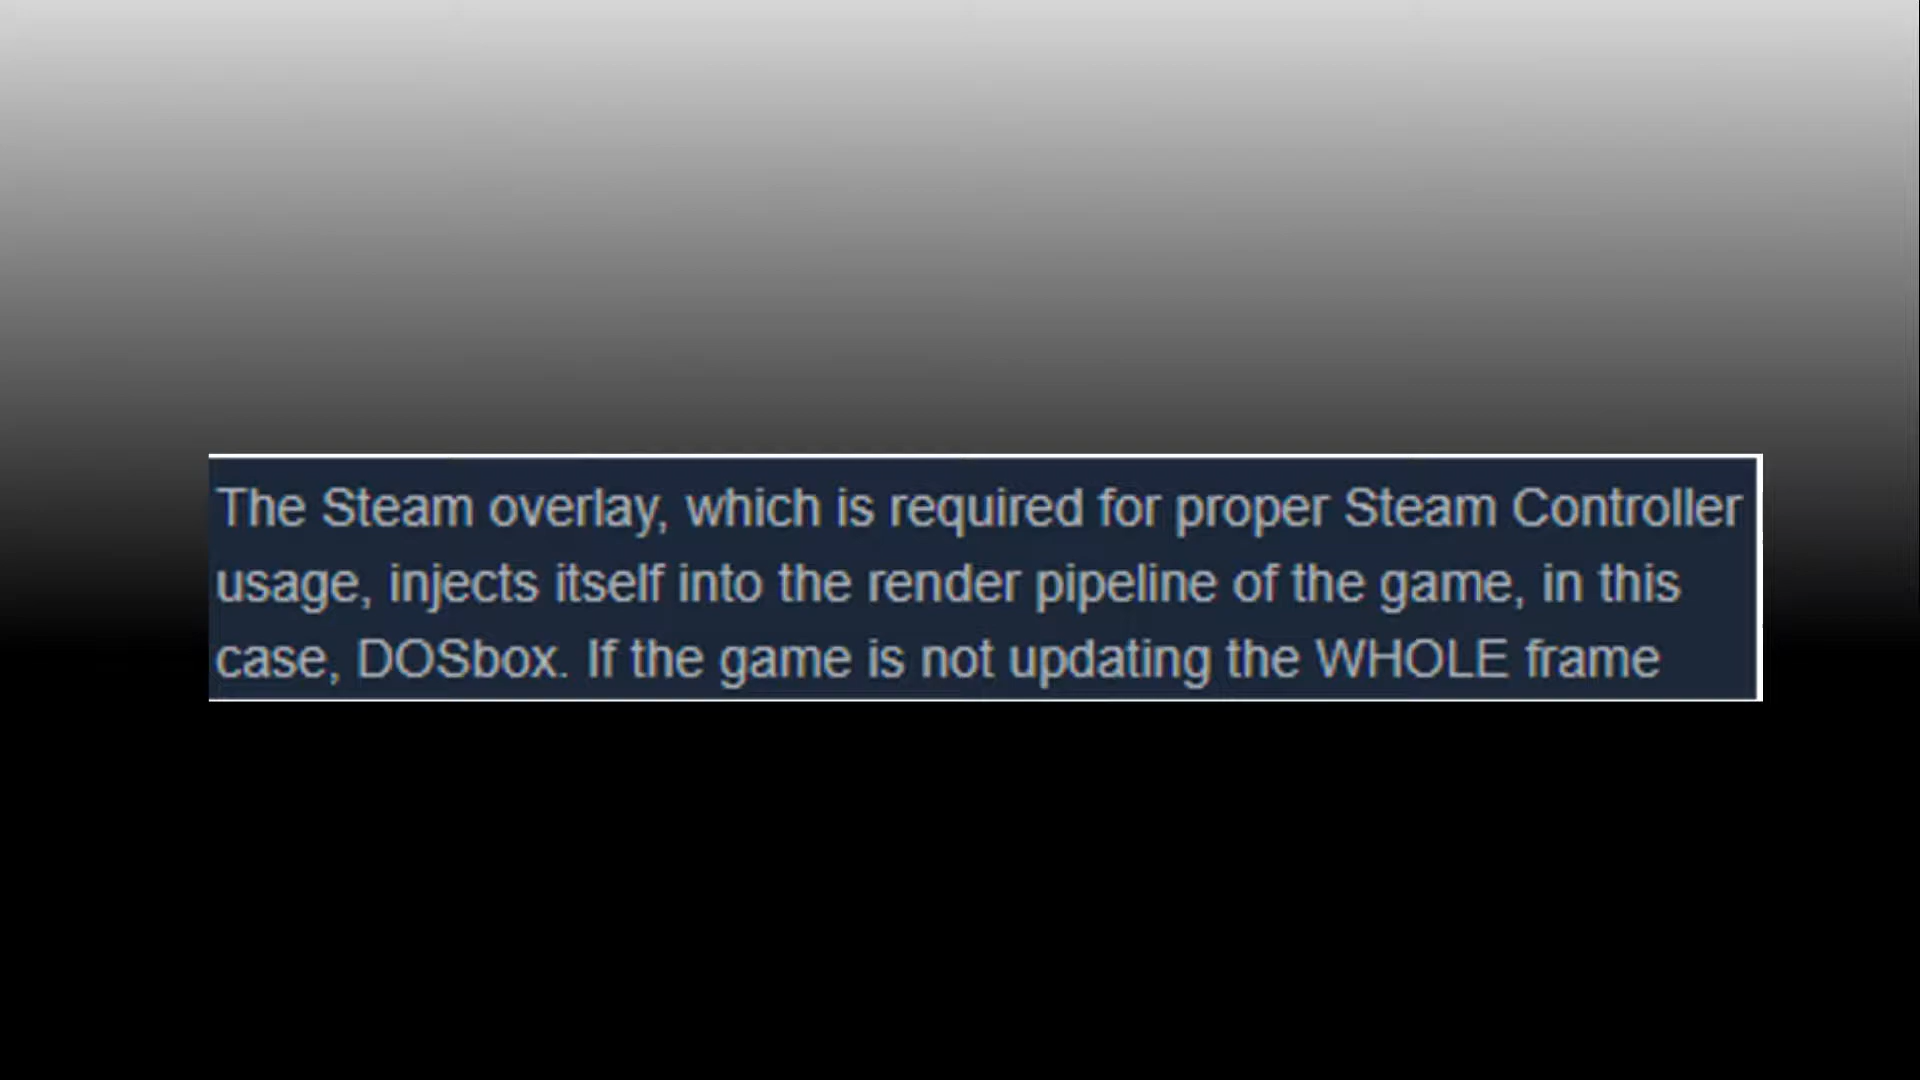 The Steam overlay, which is required for proper Steam Controller
usage, injects itself into the render pipeline of the game, in this
case, DOSbox. If the game is not updating the WHOLE frame